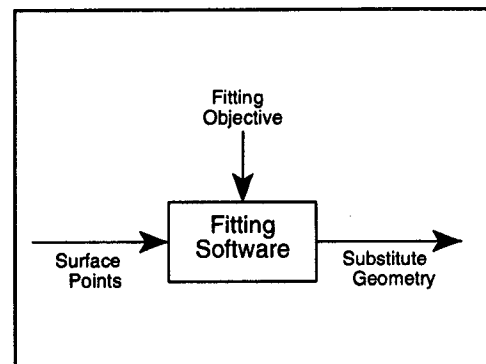 Fitting
Objective
Fitting
Software
Surface
Points
Substitute
Geometry